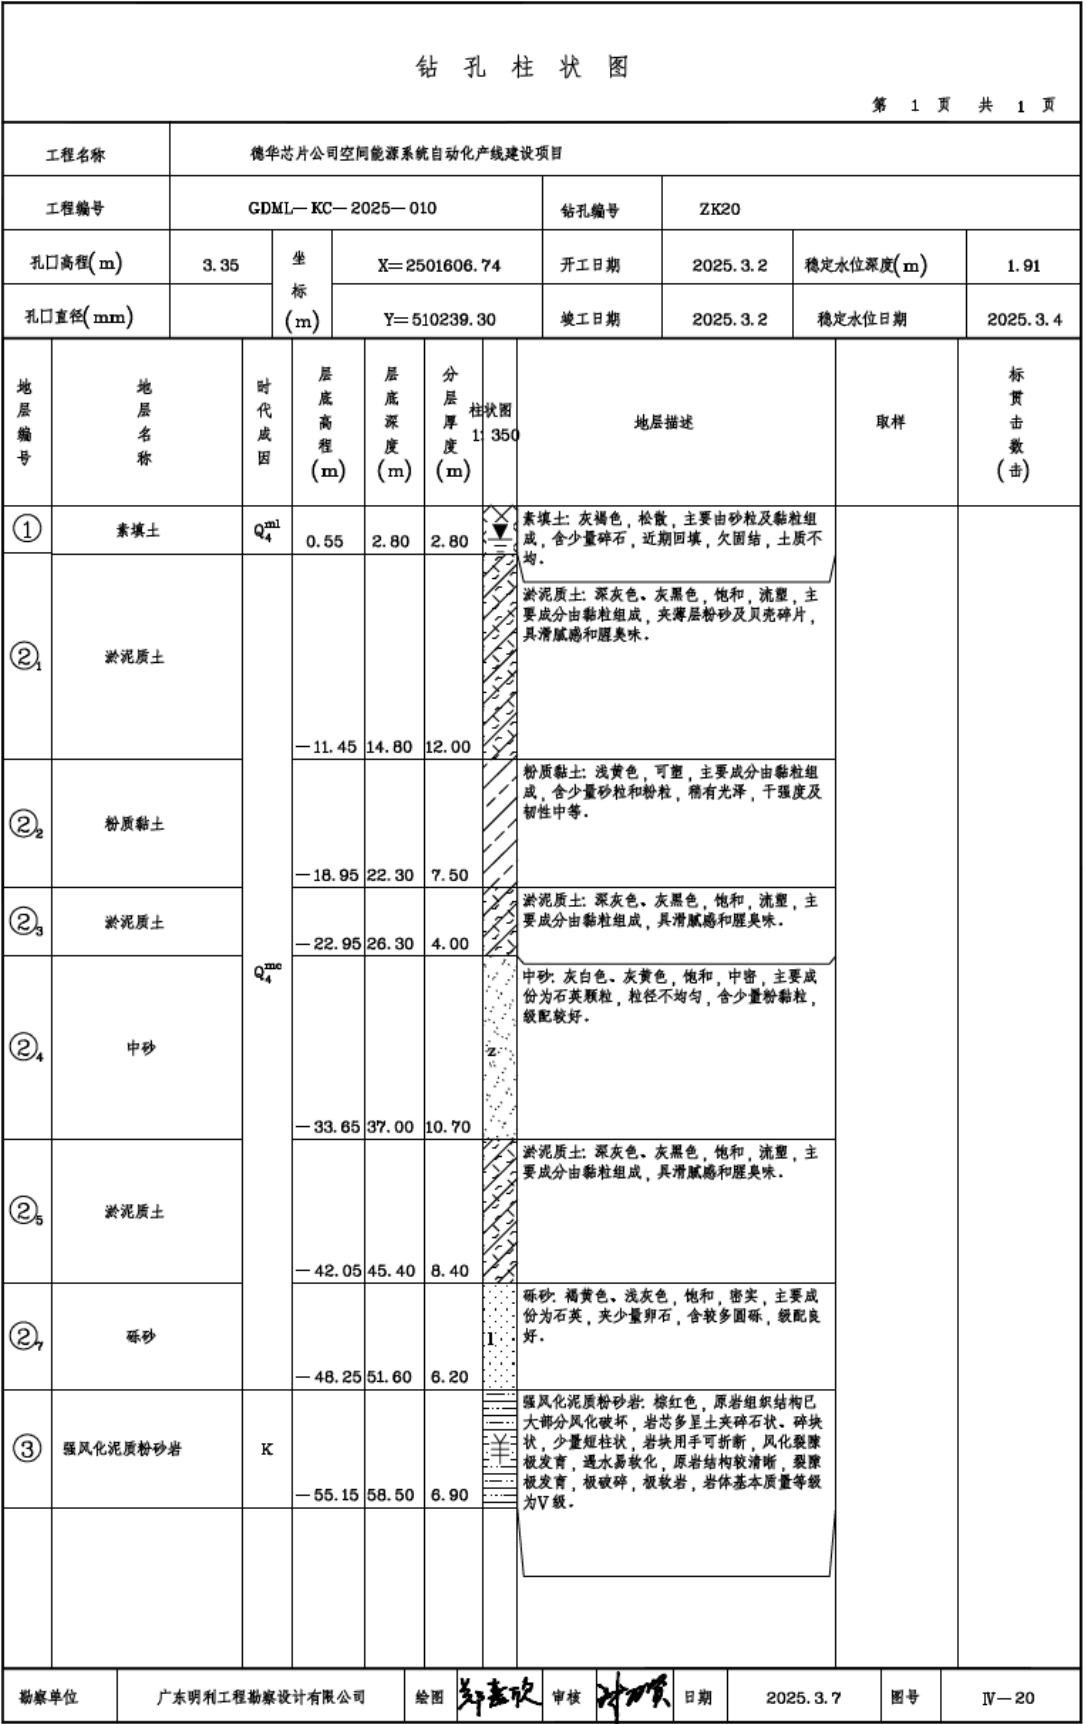 钻 孔 柱 状 图
第 1 页 共 1 页
工程名称 德华芯片公司空间能源系统自动化产线建设项目
工程编号 GDML-KC-2025-010 钻孔编号 ZK20
孔口高程(m) 3.35 坐标(m) X=2501606.74 开工日期 2025.3.2 稳定水位深度(m) 1.91
孔口直径(mm) Y=510239.30 竣工日期 2025.3.2 稳定水位日期 2025.3.4
地层编号 地层名称 时代成因 层底高程(m) 层底深度(m) 分层厚度(m) 柱状图 1:350 地层描述 取样 标贯击数(击)
① 素填土 Q4ml 0.55 2.80 2.80
素填土: 灰褐色, 松散, 主要由砂粒及黏粒组
成, 含少量碎石, 近期回填, 欠固结, 土质不
均.
②1 淤泥质土 -11.45 14.80 12.00
淤泥质土: 深灰色、灰黑色, 饱和, 流塑, 主
要成分由黏粒组成, 夹薄层粉砂及贝壳碎片,
具滑腻感和腥臭味.
②2 粉质黏土 -18.95 22.30 7.50
粉质黏土: 浅黄色, 可塑, 主要成分由黏粒组
成, 含少量砂粒和粉粒, 稍有光泽, 干强度及
韧性中等.
②3 淤泥质土 -22.95 26.30 4.00
淤泥质土: 深灰色、灰黑色, 饱和, 流塑, 主
要成分由黏粒组成, 具滑腻感和腥臭味.
Q4mc
②4 中砂 -33.65 37.00 10.70 z
中砂: 灰白色、灰黄色, 饱和, 中密, 主要成
份为石英颗粒, 粒径不均匀, 含少量粉黏粒,
级配较好.
②5 淤泥质土 -42.05 45.40 8.40
淤泥质土: 深灰色、灰黑色, 饱和, 流塑, 主
要成分由黏粒组成, 具滑腻感和腥臭味.
②7 砾砂 -48.25 51.60 6.20 l
砾砂: 褐黄色、浅灰色, 饱和, 密实, 主要成
份为石英, 夹少量卵石, 含较多圆砾, 级配良
好.
③ 强风化泥质粉砂岩 K -55.15 58.50 6.90
强风化泥质粉砂岩: 棕红色, 原岩组织结构已
大部分风化破坏, 岩芯多呈土夹碎石状、碎块
状, 少量短柱状, 岩块用手可折断, 风化裂隙
极发育, 遇水易软化, 原岩结构较清晰, 裂隙
极发育, 极破碎, 极软岩, 岩体基本质量等级
为V级.
勘察单位 广东明利工程勘察设计有限公司 绘图 郑嘉欣 审核 日期 2025.3.7 图号 Ⅳ-20